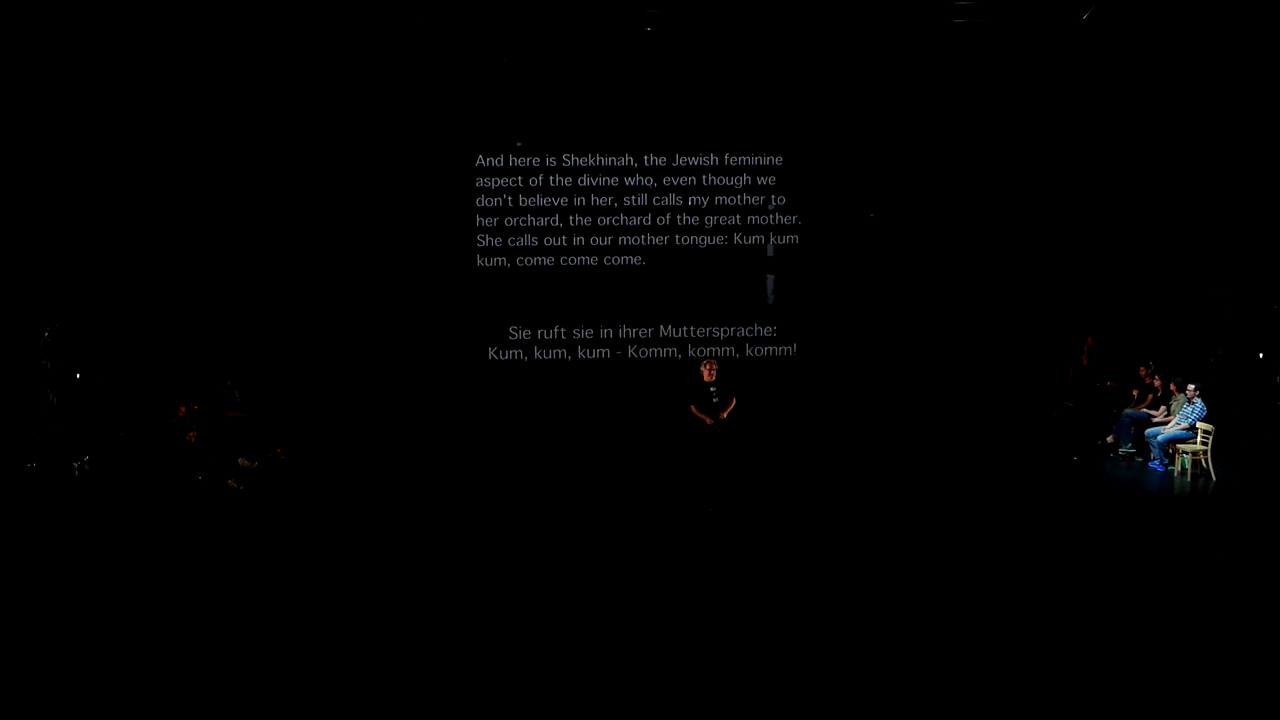 And here is Shekhinah, the Jewish feminine
aspect of the divine who, even though we
don't believe in her, still calls my mother to
her orchard, the orchard of the great mother.
She calls out in our mother tongue: Kum kum
kum, come come come.
Sie ruft sie in ihrer Muttersprache:
Kum, kum, kum - Komm, komm, komm!